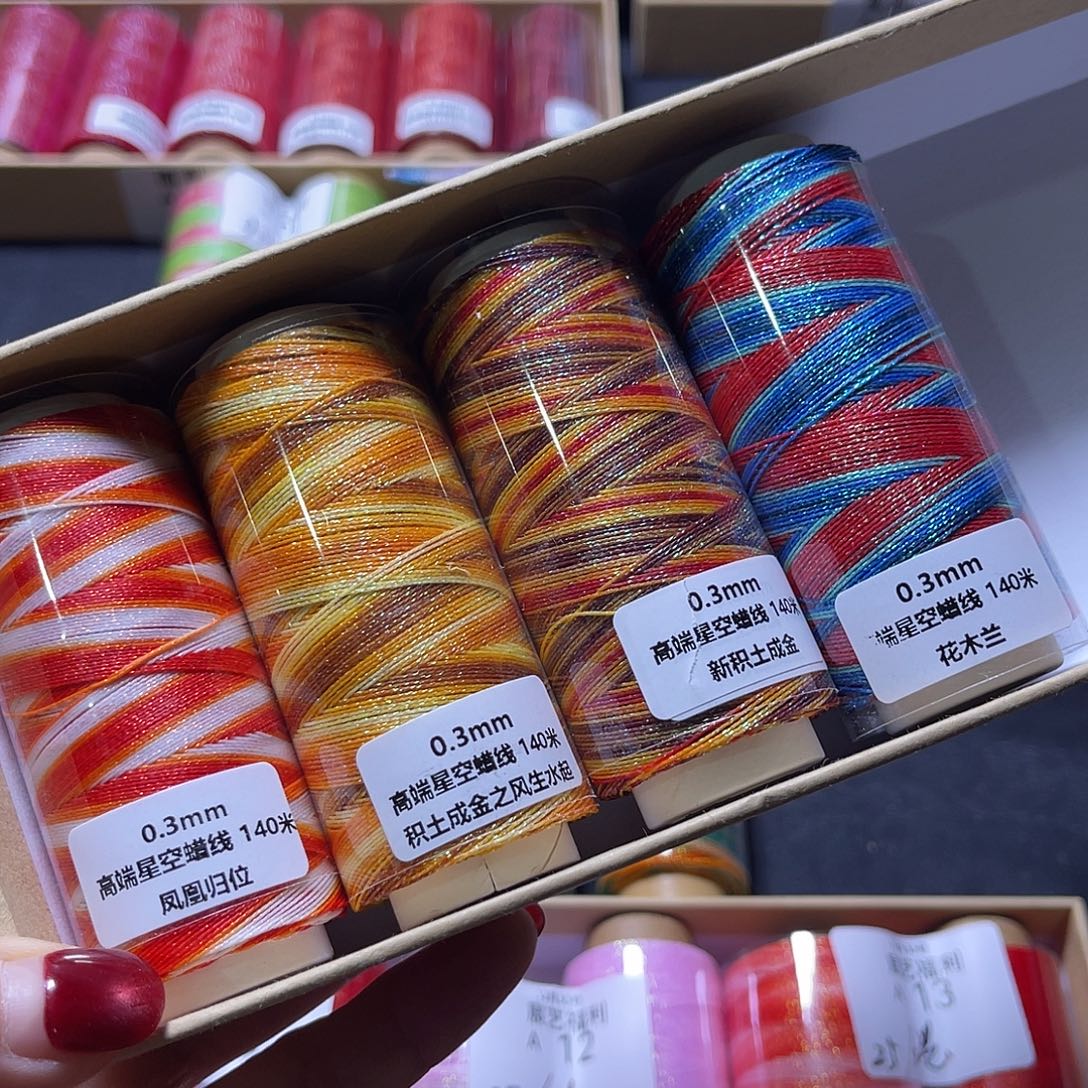 0.3mm
高端星空蜡线 140米
凤凰归位
0.3mm
高端星空蜡线 140米
积土成金之风生水起
0.3mm
高端星空蜡线 140米
新积土成金
0.3mm
端星空蜡线 140米
花木兰
A 12
13